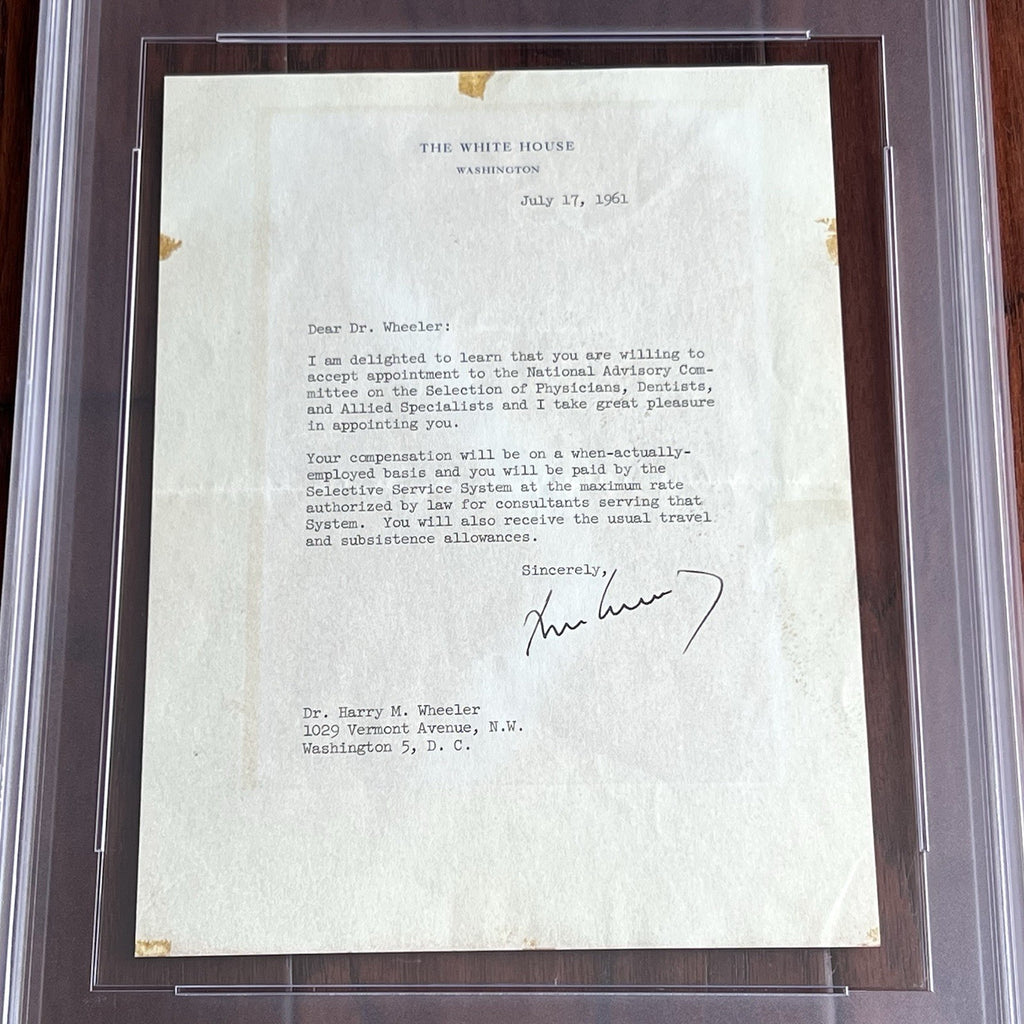 THE WHITE HOUSE
WASHINGTON
July 17, 1961
Dear Dr. Wheeler:
I am delighted to learn that you are willing to
accept appointment to the National Advisory Com-
mittee on the Selection of Physicians, Dentists,
and Allied Specialists and I take great pleasure
in appointing you.
Your compensation will be on a when-actually-
employed basis and you will be paid by the
Selective Service System at the maximum rate
authorized by law for consultants serving that
System. You will also receive the usual travel
and subsistence allowances.
Sincerely,
Dr. Harry M. Wheeler
1029 Vermont Avenue, N.W.
Washington 5, D. C.